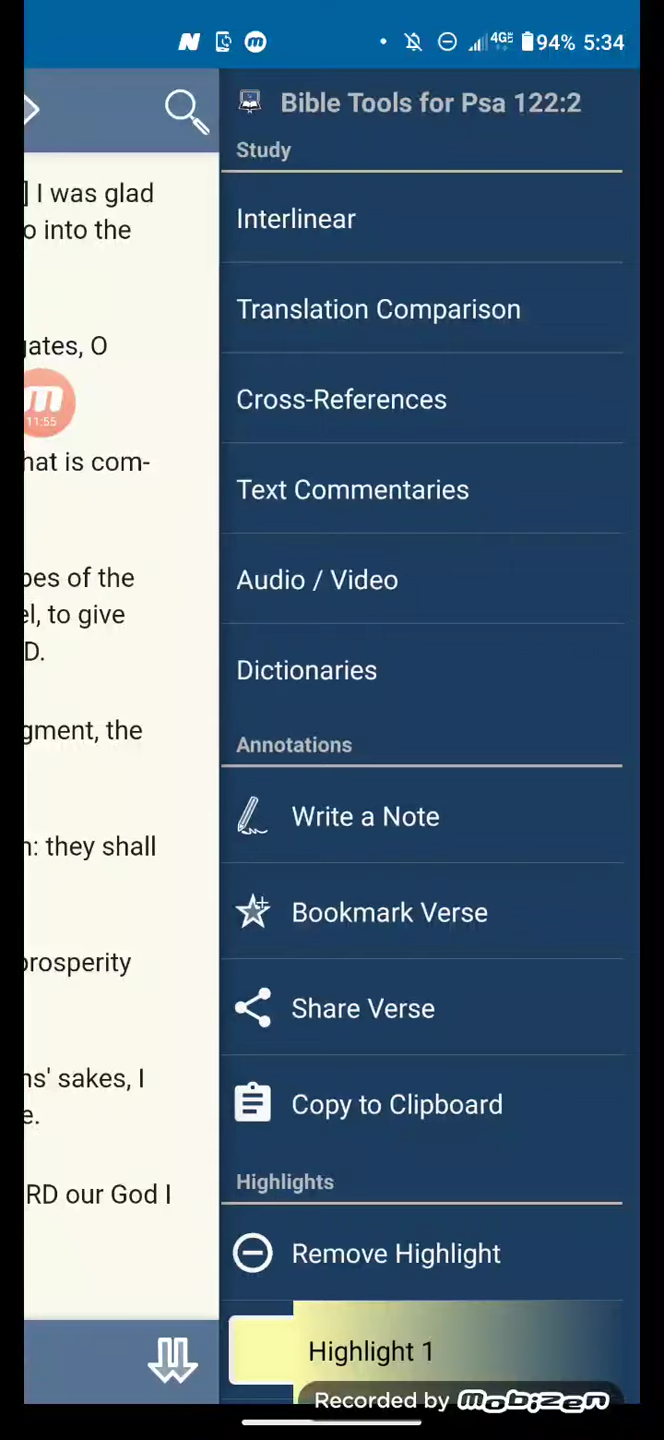 94% 5:34
Bible Tools for Psa 122:2
Study
Interlinear
Translation Comparison
Cross-References
Text Commentaries
Audio / Video
Dictionaries
Annotations
Write a Note
Bookmark Verse
Share Verse
Copy to Clipboard
Highlights
Remove Highlight
Highlight 1
Recorded by mobizen
] I was glad
o into the
ates, O
11:55
hat is com-
pes of the
el, to give
D.
gment, the
n: they shall
prosperity
ns' sakes, I
e.
RD our God I